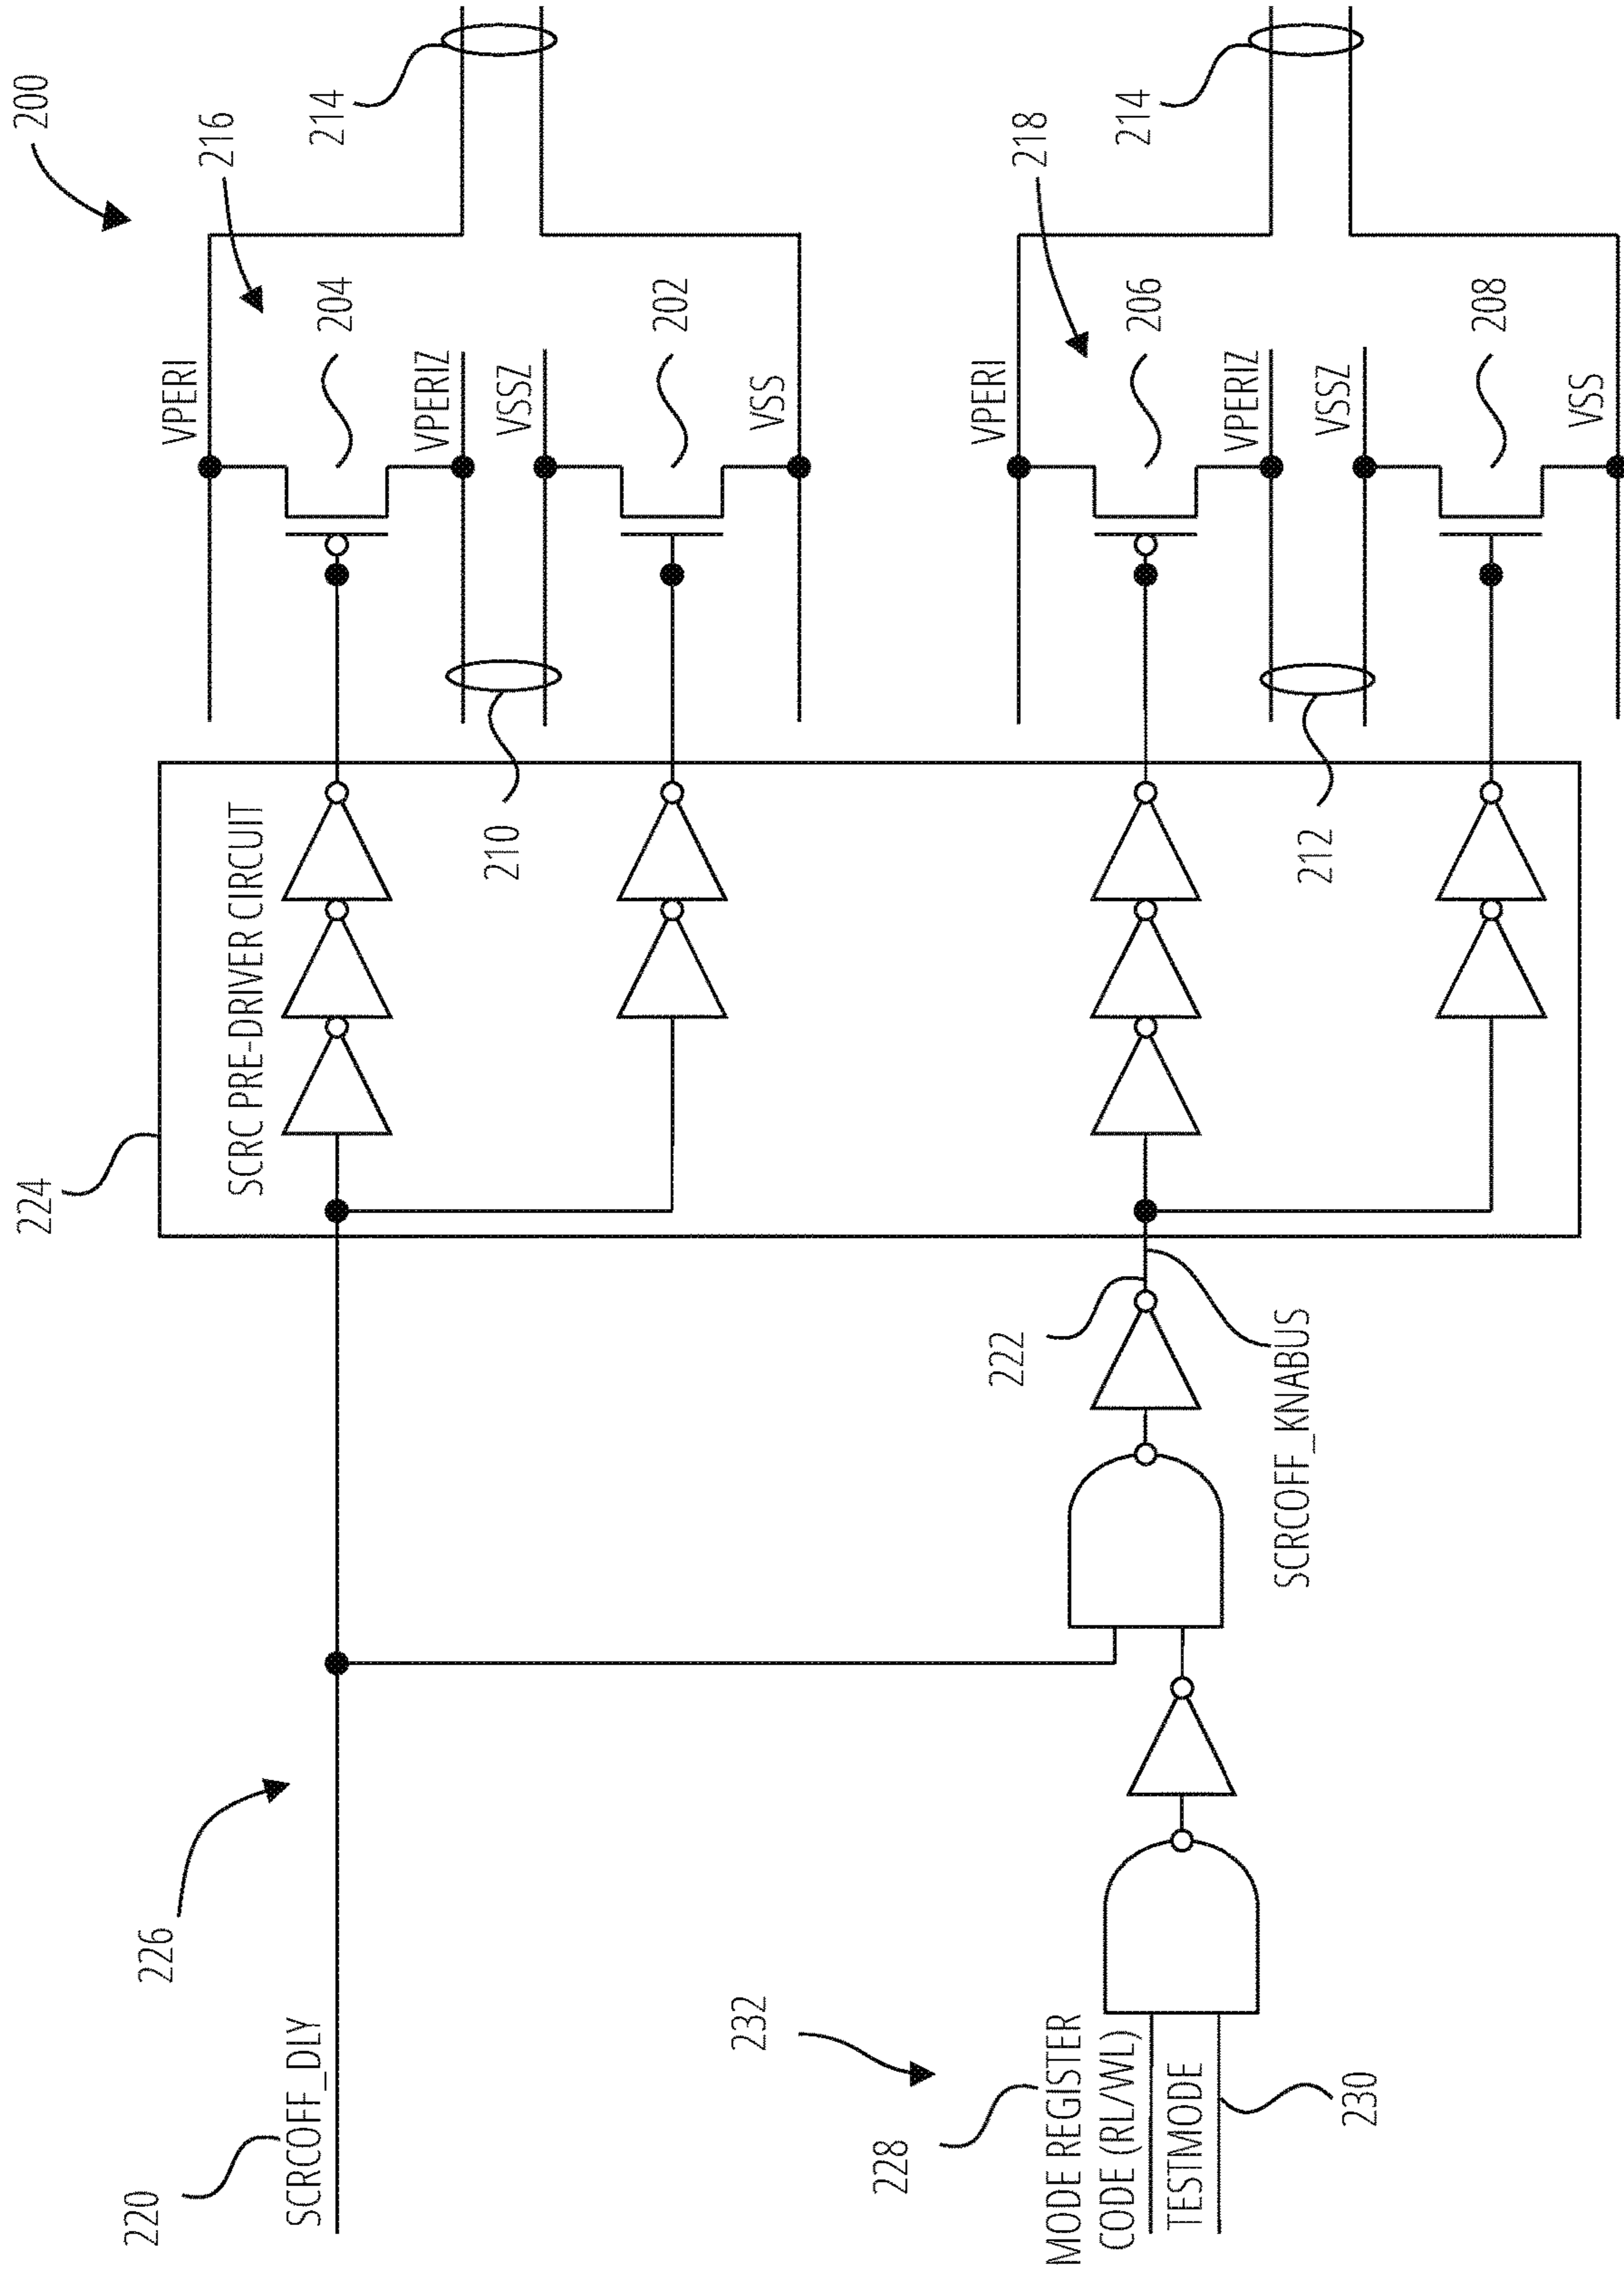 200
216
214
VPERI
204
VPERIZ
VSSZ
202
VSS
218
214
VPERI
206
VPERIZ
VSSZ
208
VSS
224
SCRC PRE-DRIVER CIRCUIT
210
212
222
SCRCOFF_KNABUS
226
220
SCRCOFF_DLY
232
228
MODE REGISTER
CODE (RL/WL)
TESTMODE
230